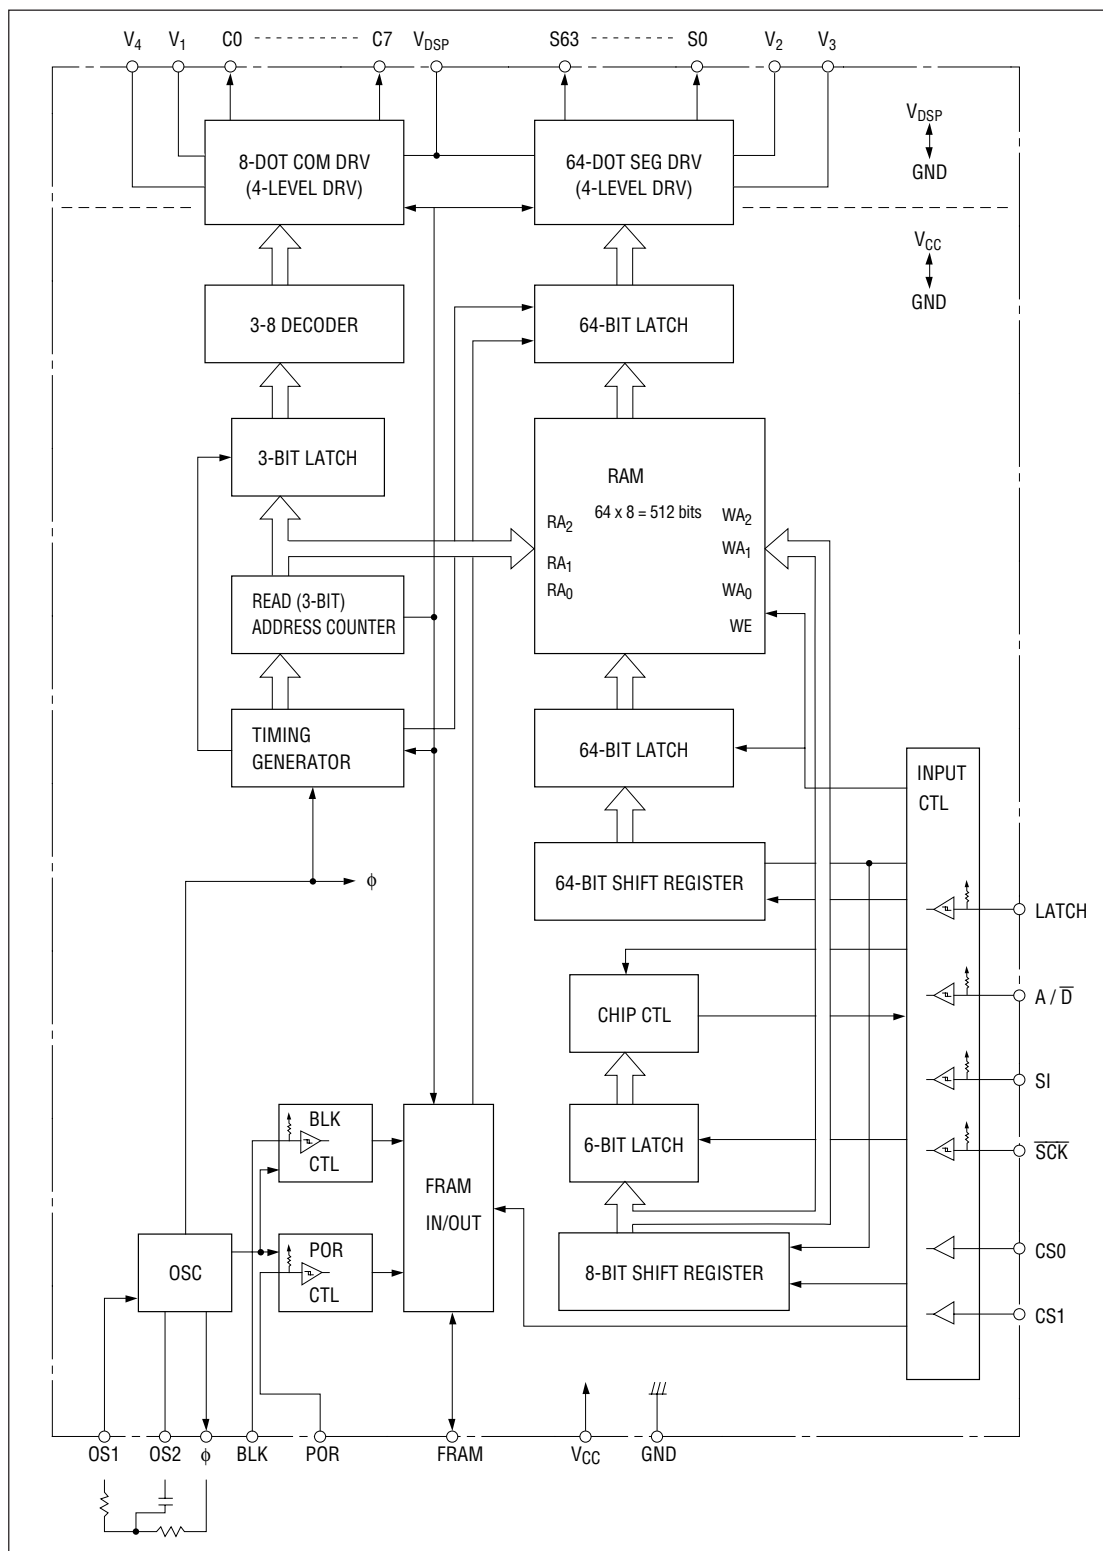 V4 V1 C0 C7 VDSP S63 S0 V2 V3
8-DOT COM DRV
(4-LEVEL DRV)
64-DOT SEG DRV
(4-LEVEL DRV)
VDSP
GND
VCC
GND
3-8 DECODER
64-BIT LATCH
3-BIT LATCH
RAM
64 x 8 = 512 bits
RA2
RA1
RA0
WA2
WA1
WA0
WE
READ (3-BIT)
ADDRESS COUNTER
TIMING
GENERATOR
64-BIT LATCH
INPUT
CTL
64-BIT SHIFT REGISTER
ϕ
LATCH
CHIP CTL
A / D̅
SI
BLK
CTL
6-BIT LATCH
S̅C̅K̅
FRAM
IN/OUT
OSC
POR
CTL
8-BIT SHIFT REGISTER
CS0
CS1
OS1 OS2 ϕ BLK POR FRAM VCC GND